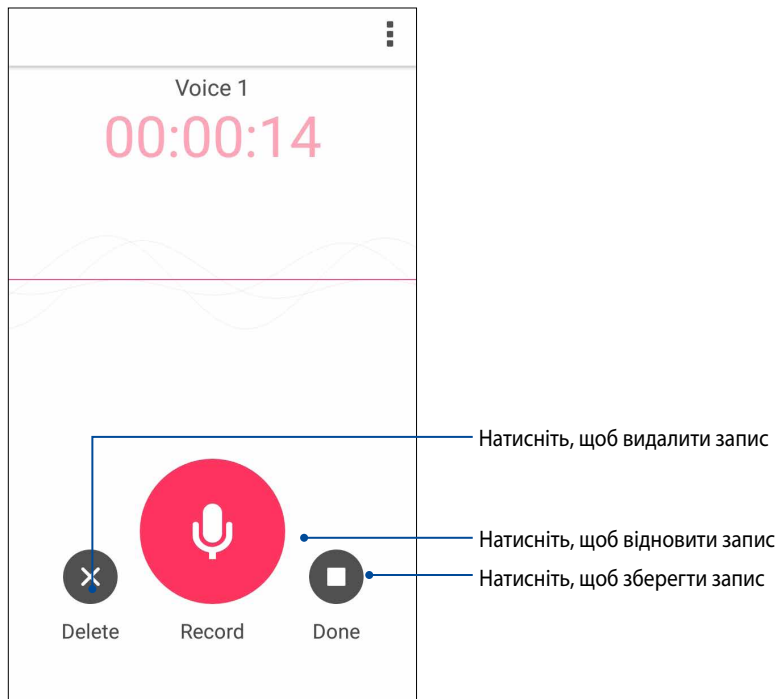 Voice 1
00:00:14
Натисніть, щоб видалити запис
Натисніть, щоб відновити запис
Натисніть, щоб зберегти запис
Delete Record Done